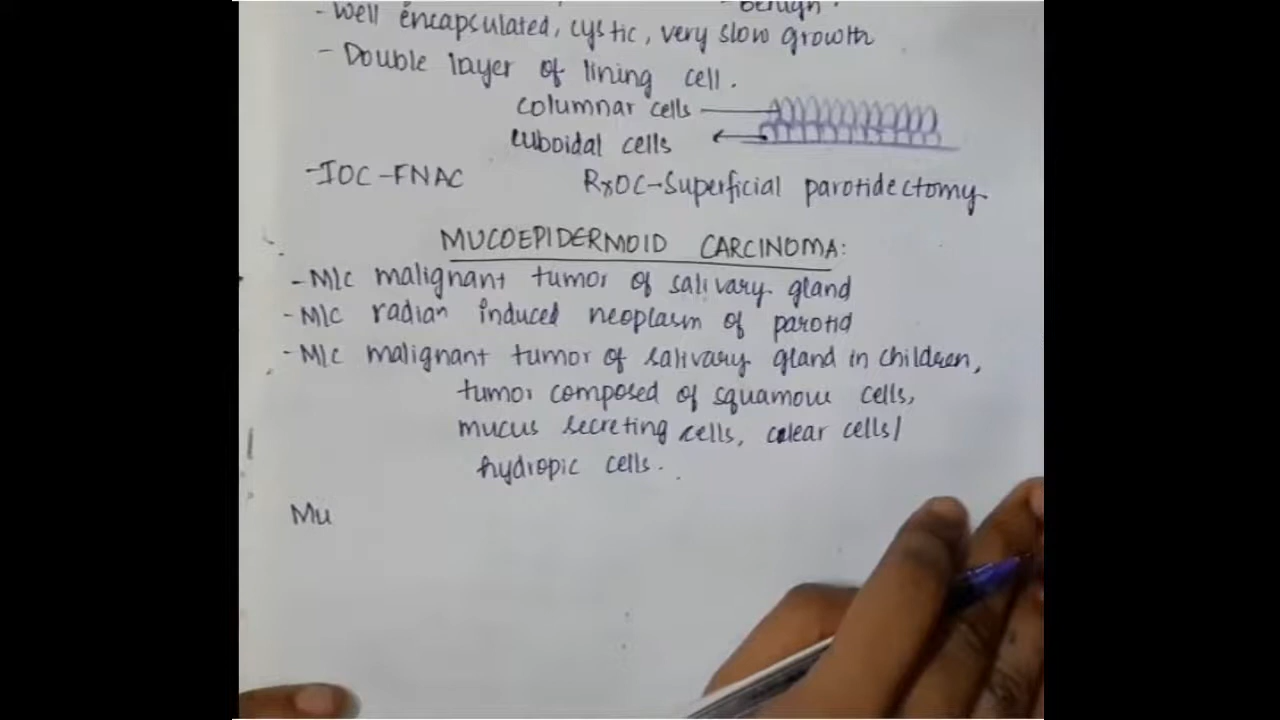 - Benign.
- Well encapsulated, cystic, very slow growth
- Double layer of lining cell.
columnar cells
cuboidal cells
- IOC-FNAC RxOC-Superficial parotidectomy
MUCOEPIDERMOID CARCINOMA:
- M/c malignant tumor of salivary gland
- M/c radian induced neoplasm of parotid
- M/c malignant tumor of salivary gland in children,
tumor composed of squamous cells,
mucus secreting cells, clear cells/
hydropic cells.
Mu